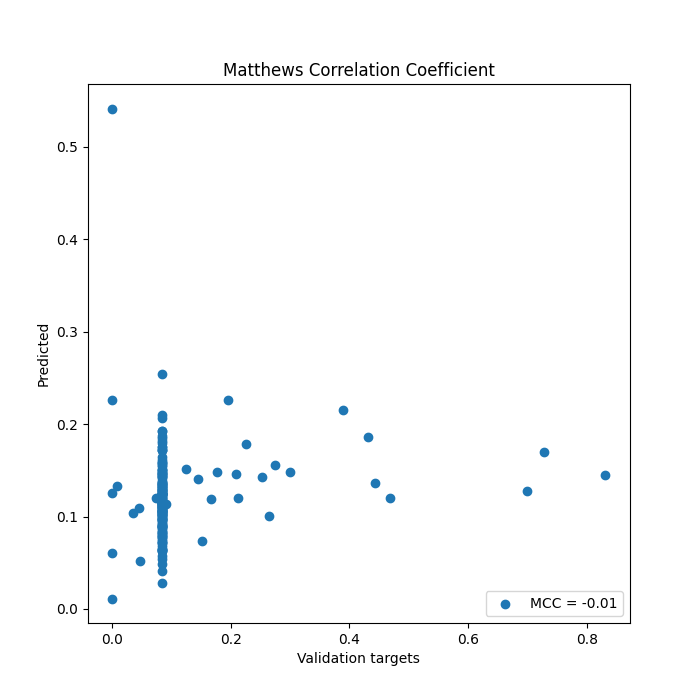 Matthews Correlation Coefficient
Predicted
0.5
0.4
0.3
0.2
0.1
0.0
MCC = -0.01
0.0 0.2 0.4 0.6 0.8
Validation targets